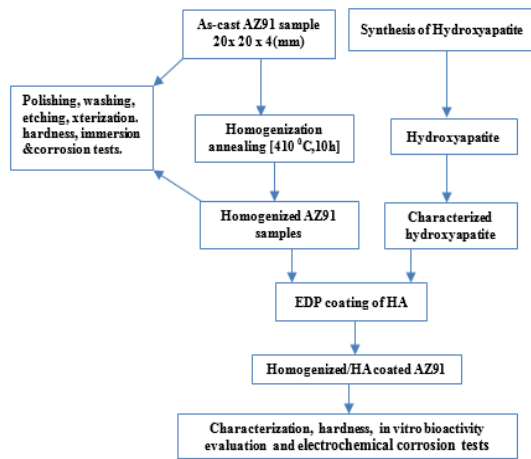 As-cast AZ91 sample
20x 20 x 4(mm)
Synthesis of Hydroxyapatite
Polishing, washing,
etching, xterization.
hardness, immersion
&corrosion tests.
Homogenization
annealing [410 ⁰C,10h]
Hydroxyapatite
Homogenized AZ91
samples
Characterized
hydroxyapatite
EDP coating of HA
Homogenized/HA coated AZ91
Characterization, hardness, in vitro bioactivity
evaluation and electrochemical corrosion tests